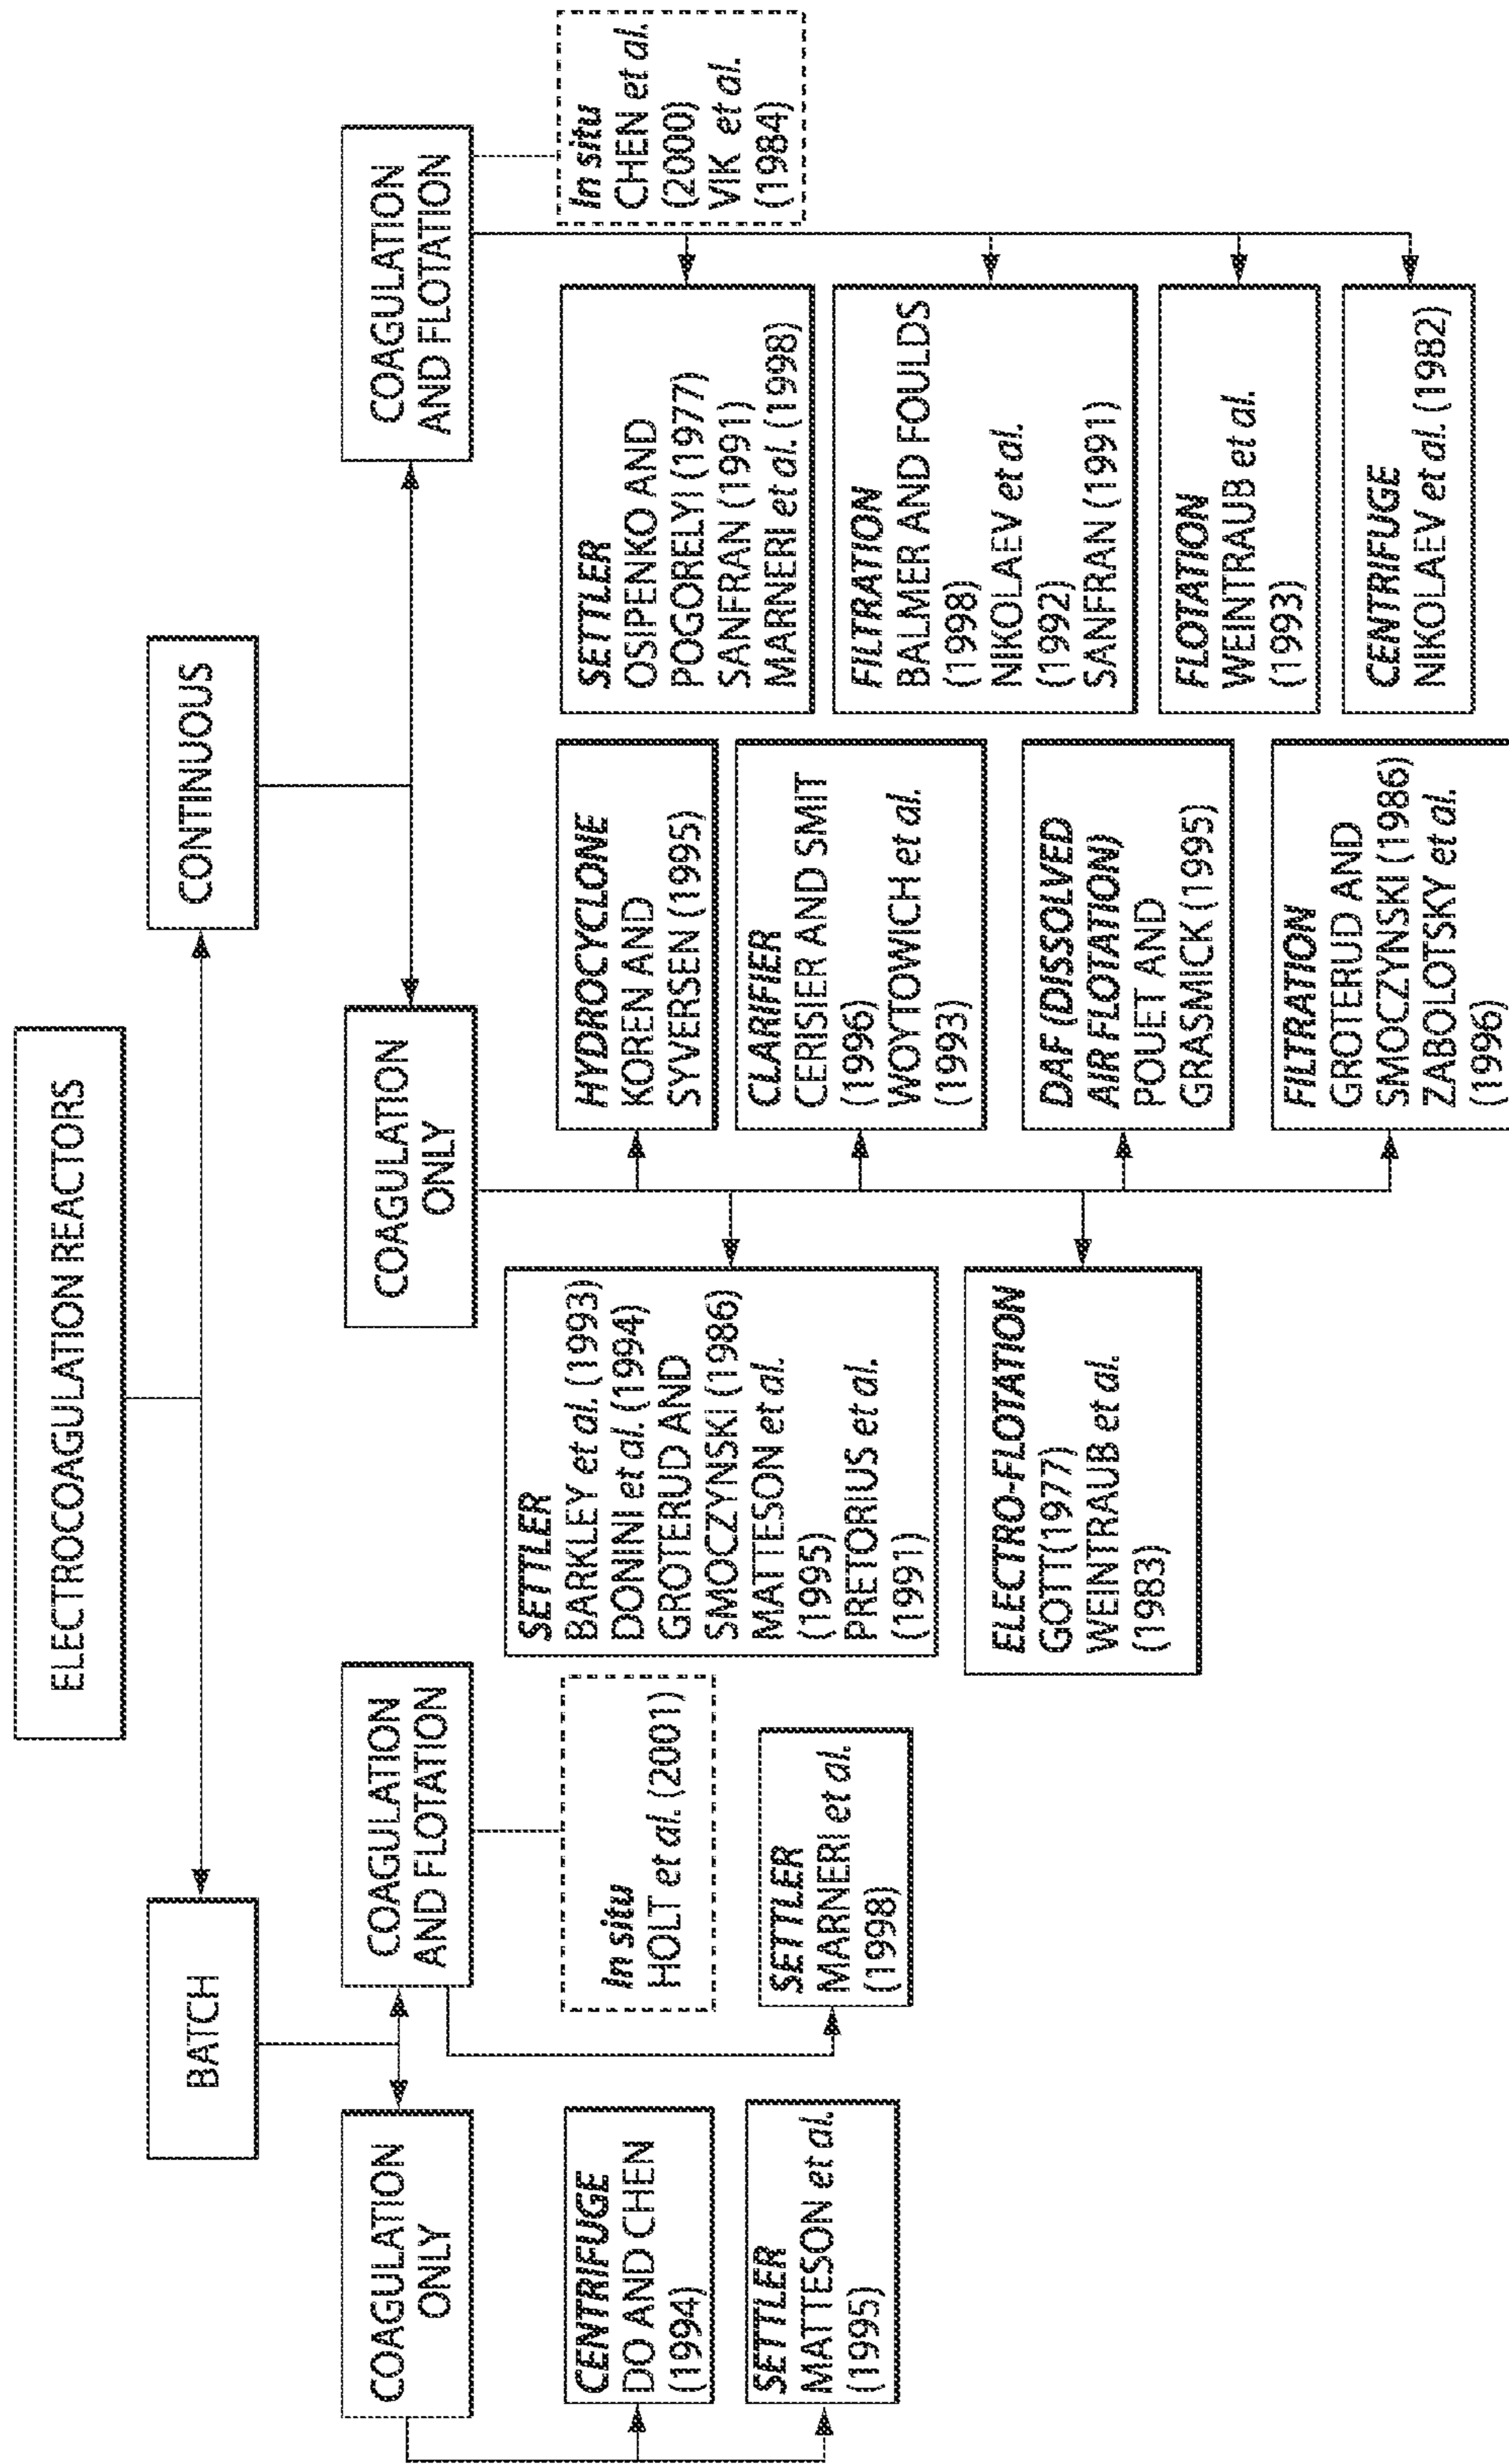 ELECTROCOAGULATION REACTORS
BATCH
CONTINUOUS
COAGULATION
ONLY
COAGULATION
AND FLOTATION
COAGULATION
ONLY
COAGULATION
AND FLOTATION
CENTRIFUGE
DO AND CHEN
(1994)
SETTLER
MATTESON et al.
(1995)
In situ
HOLT et al. (2001)
SETTLER
MARNERI et al.
(1998)
SETTLER
BARKLEY et al. (1993)
DONINI et al. (1994)
GROTERUD AND
SMOCZYNSKI (1986)
MATTESON et al.
(1995)
PRETORIUS et al.
(1991)
ELECTRO-FLOTATION
GOTT(1977)
WEINTRAUB et al.
(1983)
HYDROCYCLONE
KOREN AND
SYVERSEN (1995)
CLARIFIER
CERISIER AND SMIT
(1996)
WOYTOWICH et al.
(1993)
DAF (DISSOLVED
AIR FLOTATION)
POUET AND
GRASMICK (1995)
FILTRATION
GROTERUD AND
SMOCZYNSKI (1986)
ZABOLOTSKY et al.
(1996)
In situ
CHEN et al.
(2000)
VIK et al.
(1984)
SETTLER
OSIPENKO AND
POGORELYI (1977)
SANFRAN (1991)
MARNERI et al. (1998)
FILTRATION
BALMER AND FOULDS
(1998)
NIKOLAEV et al.
(1992)
SANFRAN (1991)
FLOTATION
WEINTRAUB et al.
(1993)
CENTRIFUGE
NIKOLAEV et al. (1982)